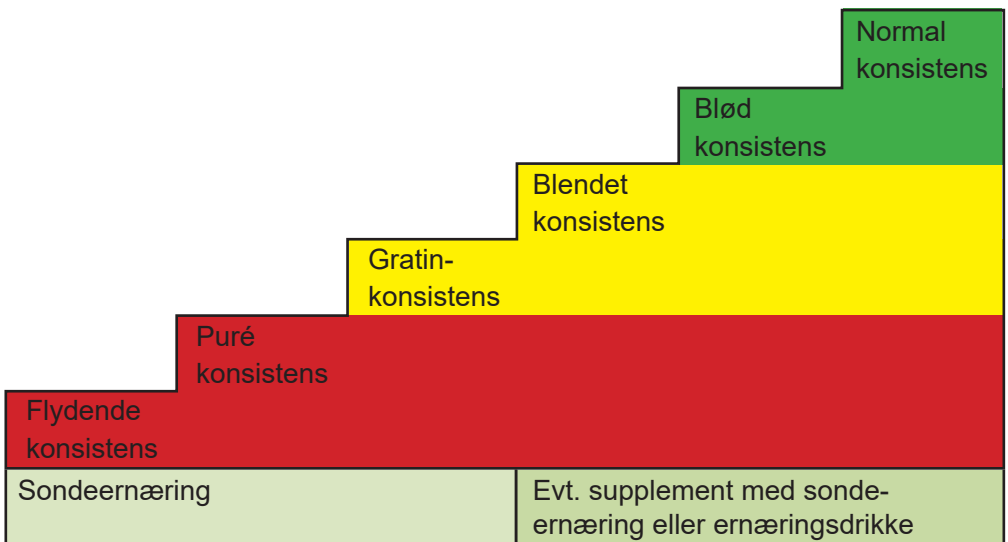 Normal
konsistens
Blød
konsistens
Blendet
konsistens
Gratin-
konsistens
Puré
konsistens
Flydende
konsistens
Sondeernæring
Evt. supplement med sonde-
ernæring eller ernæringsdrikke